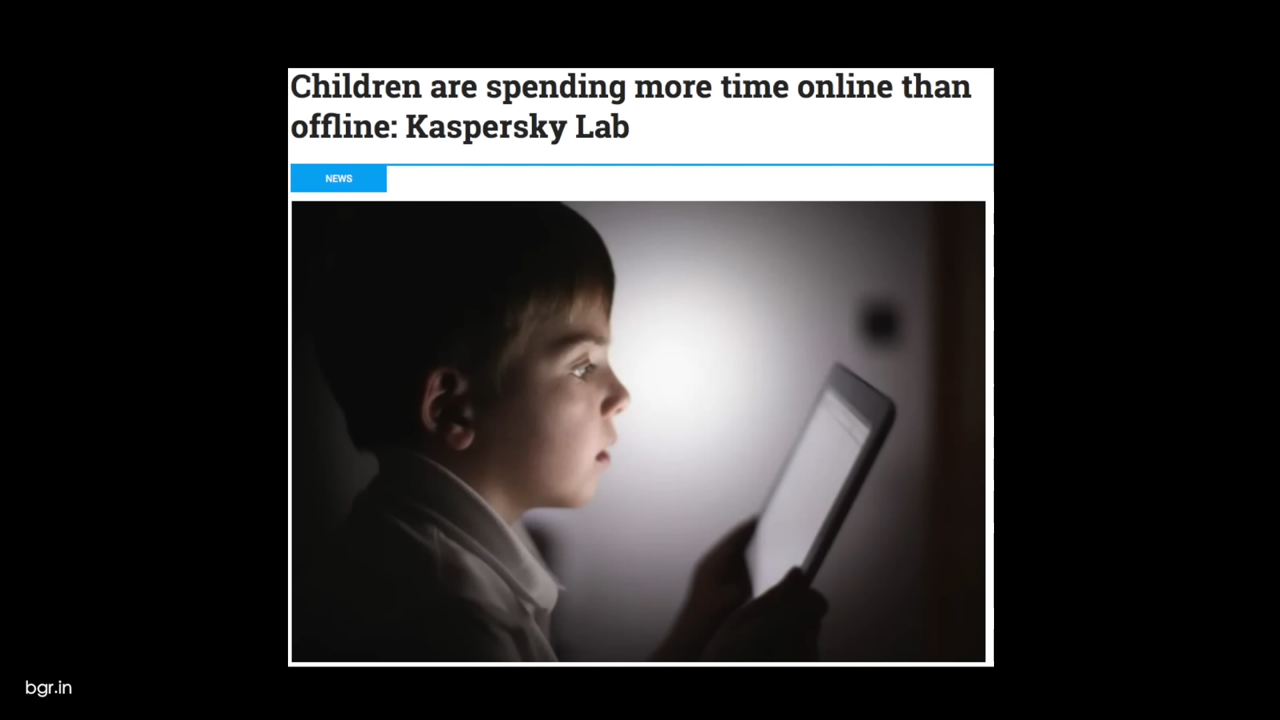 Children are spending more time online than
offline: Kaspersky Lab
NEWS
bgr.in